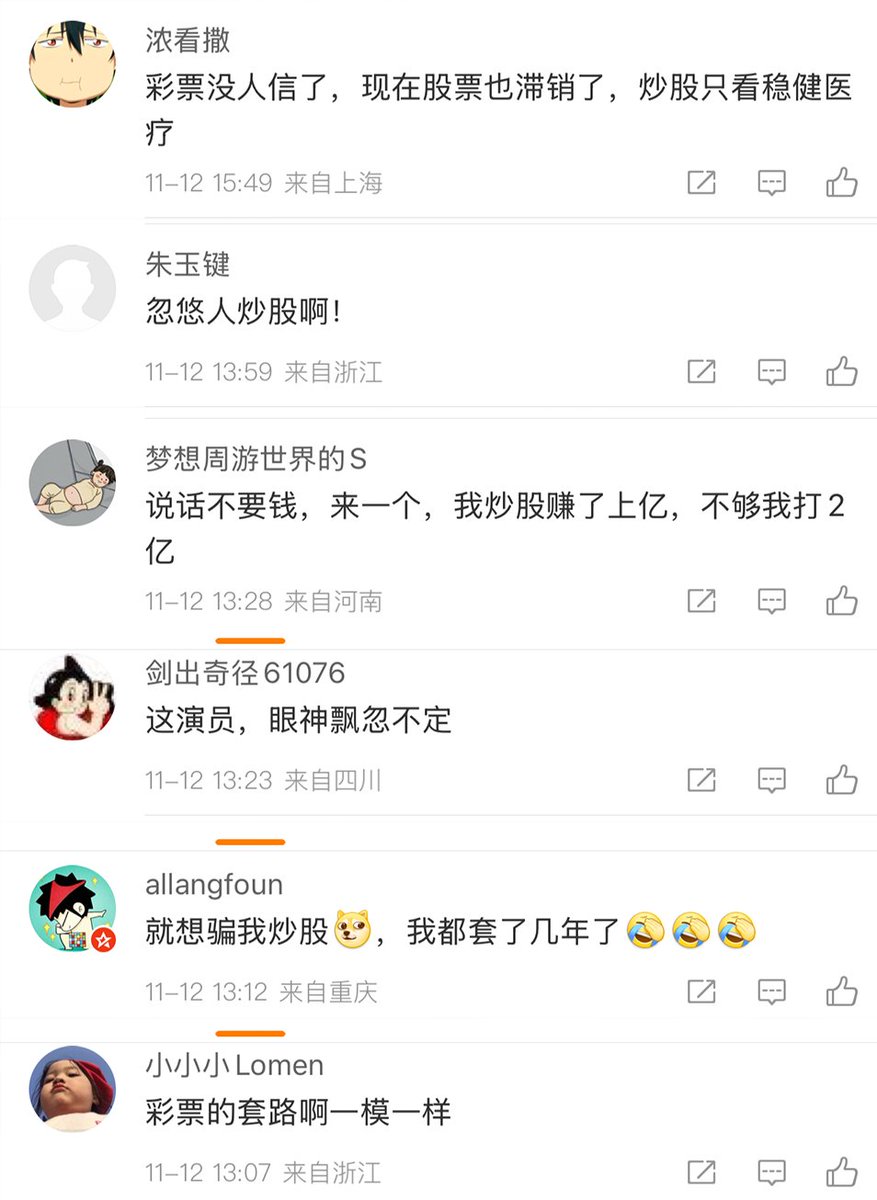 浓看撒
彩票没人信了，现在股票也滞销了，炒股只看稳健医
疗
11-12 15:49 来自上海
朱玉键
忽悠人炒股啊！
11-12 13:59 来自浙江
梦想周游世界的S
说话不要钱，来一个，我炒股赚了上亿，不够我打2
亿
11-12 13:28 来自河南
剑出奇径61076
这演员，眼神飘忽不定
11-12 13:23 来自四川
allangfoun
就想骗我炒股，我都套了几年了
11-12 13:12 来自重庆
小小小Lomen
彩票的套路啊一模一样
11-12 13:07 来自浙江